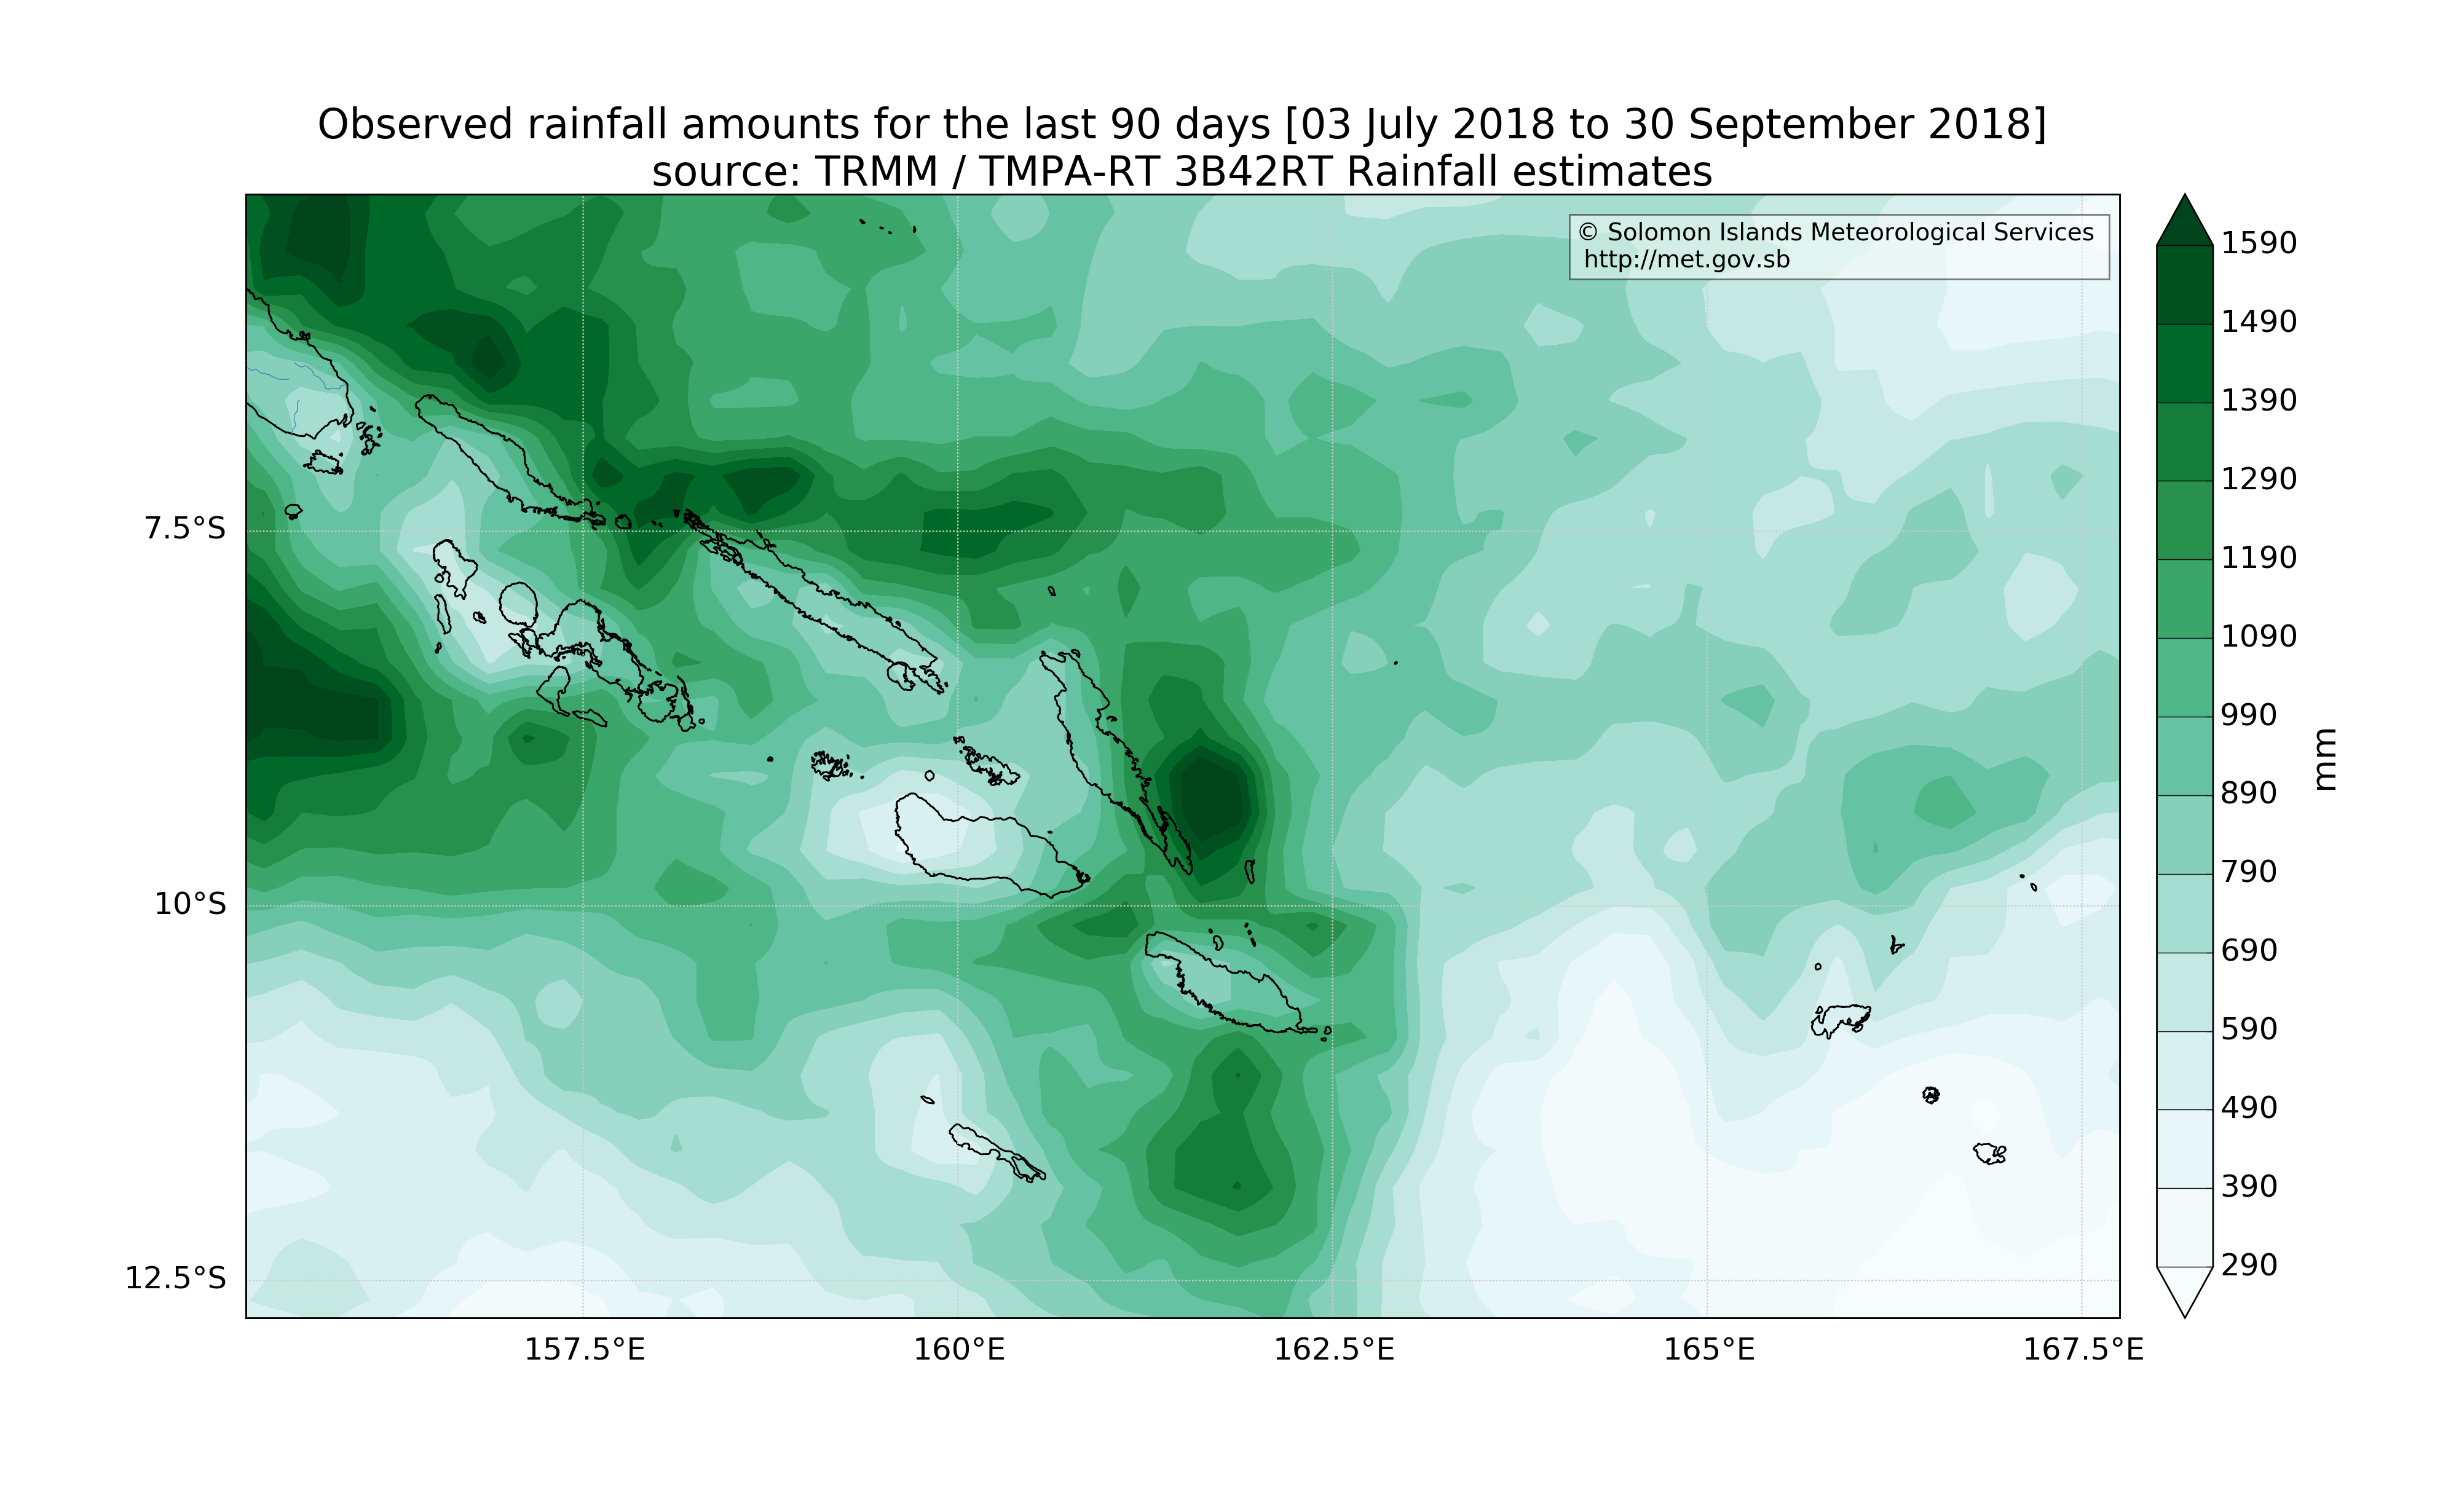 Observed rainfall amounts for the last 90 days [03 July 2018 to 30 September 2018]
source: TRMM / TMPA-RT 3B42RT Rainfall estimates
© Solomon Islands Meteorological Services
http://met.gov.sb
7.5°S
10°S
12.5°S
157.5°E
160°E
162.5°E
165°E
167.5°E
1590
1490
1390
1290
1190
1090
990
890
790
690
590
490
390
290
mm